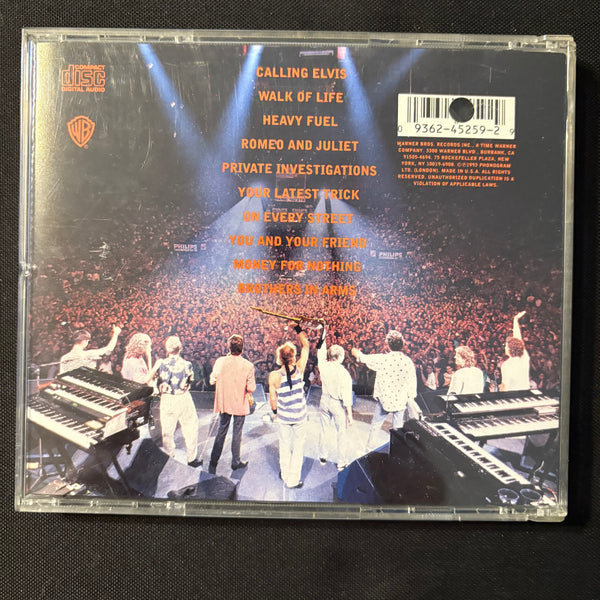 COMPACT
disc
DIGITAL AUDIO
WB
CALLING ELVIS
WALK OF LIFE
HEAVY FUEL
ROMEO AND JULIET
PRIVATE INVESTIGATIONS
YOUR LATEST TRICK
ON EVERY STREET
YOU AND YOUR FRIEND
MONEY FOR NOTHING
BROTHERS IN ARMS
0 9362-45259-2 9
WARNER BROS. RECORDS INC., A TIME WARNER
COMPANY. 3300 WARNER BLVD., BURBANK, CA
91505-4694. 75 ROCKEFELLER PLAZA, NEW
YORK, NY 10019-6908. ©℗1993 PHONOGRAM
LTD. (LONDON). MADE IN U.S.A. ALL RIGHTS
RESERVED. UNAUTHORIZED DUPLICATION IS A
VIOLATION OF APPLICABLE LAWS.
PHILIPS
PHILIPS